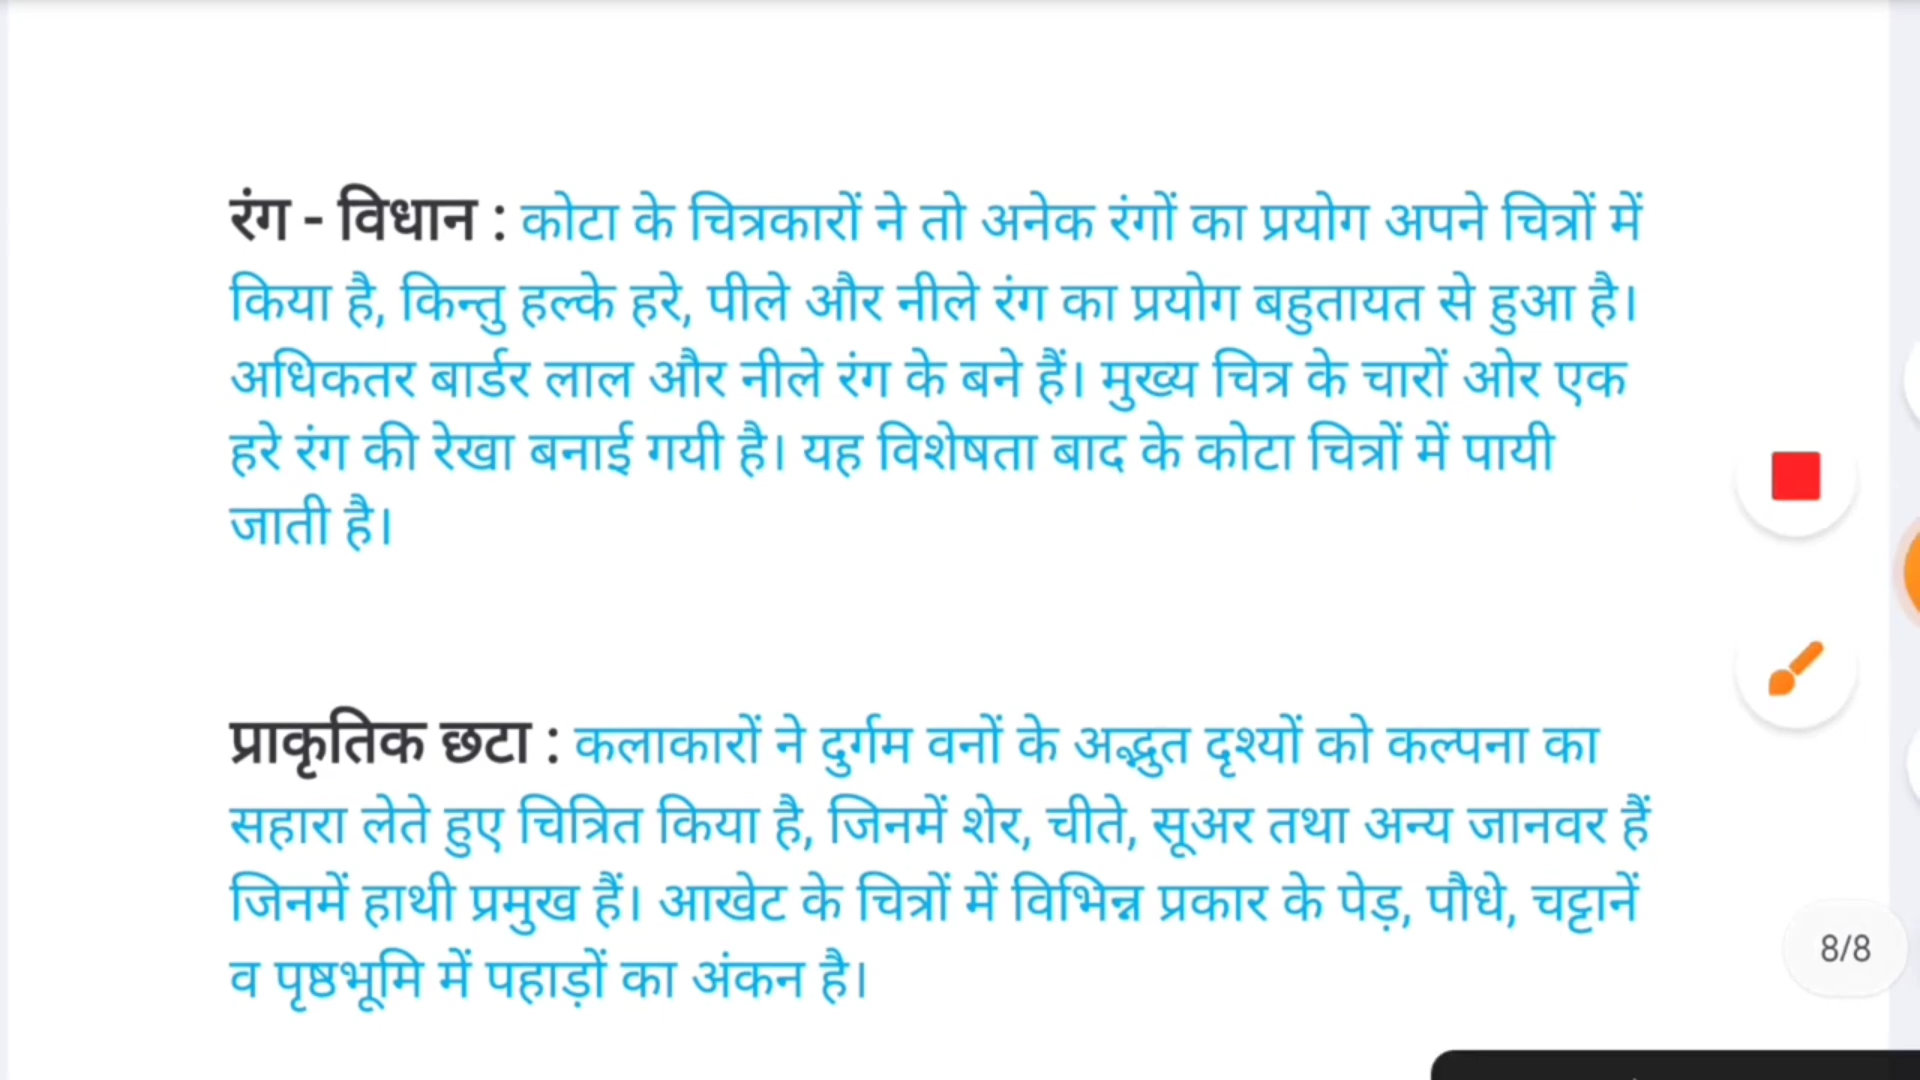 रंग - विधान : कोटा के चित्रकारों ने तो अनेक रंगों का प्रयोग अपने चित्रों में
किया है, किन्तु हल्के हरे, पीले और नीले रंग का प्रयोग बहुतायत से हुआ है।
अधिकतर बार्डर लाल और नीले रंग के बने हैं। मुख्य चित्र के चारों ओर एक
हरे रंग की रेखा बनाई गयी है। यह विशेषता बाद के कोटा चित्रों में पायी
जाती है।
प्राकृतिक छटा : कलाकारों ने दुर्गम वनों के अद्भुत दृश्यों को कल्पना का
सहारा लेते हुए चित्रित किया है, जिनमें शेर, चीते, सूअर तथा अन्य जानवर हैं
जिनमें हाथी प्रमुख हैं। आखेट के चित्रों में विभिन्न प्रकार के पेड़, पौधे, चट्टानें
व पृष्ठभूमि में पहाड़ों का अंकन है।
8/8